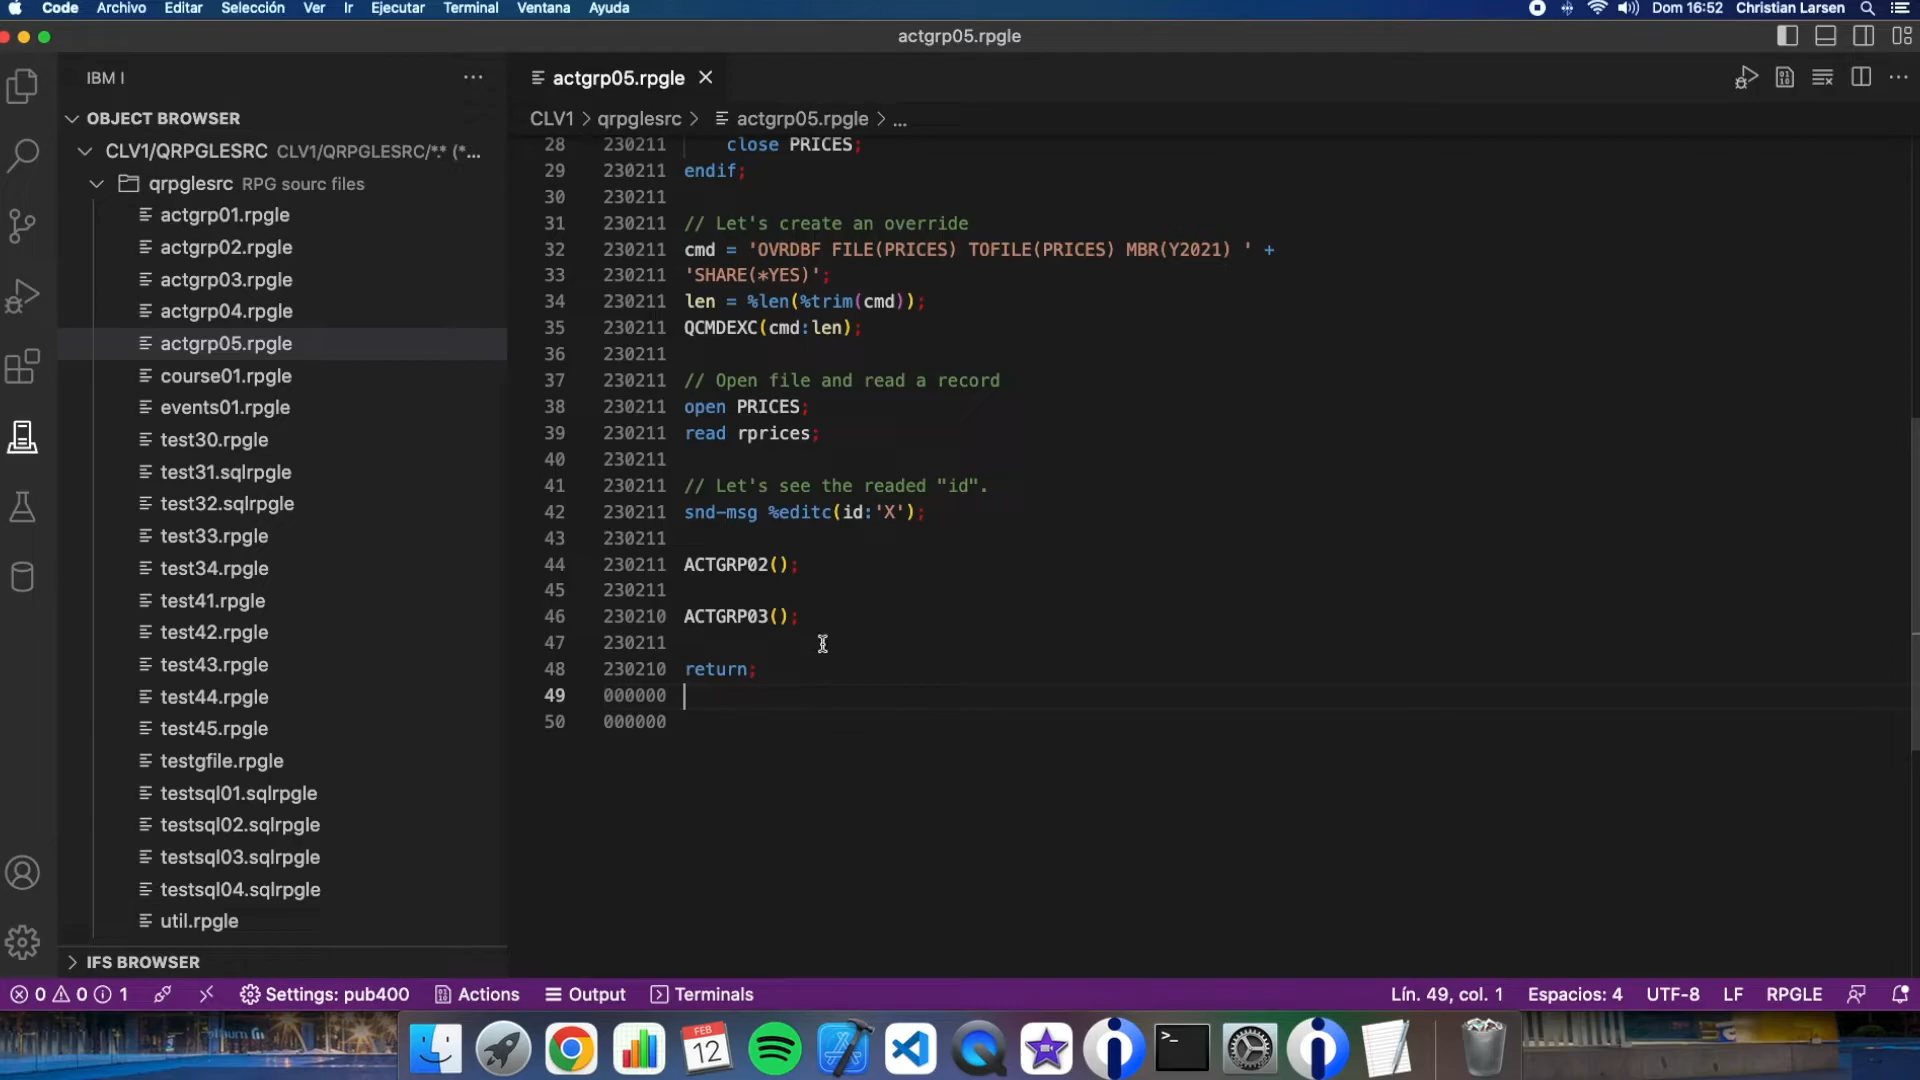 Code Archivo Editar Selección Ver Ir Ejecutar Terminal Ventana Ayuda Dom 16:52 Christian Larsen
actgrp05.rpgle
IBM I
actgrp05.rpgle
OBJECT BROWSER
CLV1 > qrpglesrc > actgrp05.rpgle > ...
CLV1/QRPGLESRC CLV1/QRPGLESRC/*.* (*...
qrpglesrc RPG sourc files
actgrp01.rpgle
actgrp02.rpgle
actgrp03.rpgle
actgrp04.rpgle
actgrp05.rpgle
course01.rpgle
events01.rpgle
test30.rpgle
test31.sqlrpgle
test32.sqlrpgle
test33.rpgle
test34.rpgle
test41.rpgle
test42.rpgle
test43.rpgle
test44.rpgle
test45.rpgle
testgfile.rpgle
testsql01.sqlrpgle
testsql02.sqlrpgle
testsql03.sqlrpgle
testsql04.sqlrpgle
util.rpgle
IFS BROWSER
28 230211 close PRICES;
29 230211 endif;
30 230211
31 230211 // Let's create an override
32 230211 cmd = 'OVRDBF FILE(PRICES) TOFILE(PRICES) MBR(Y2021) ' +
33 230211 'SHARE(*YES)';
34 230211 len = %len(%trim(cmd));
35 230211 QCMDEXC(cmd:len);
36 230211
37 230211 // Open file and read a record
38 230211 open PRICES;
39 230211 read rprices;
40 230211
41 230211 // Let's see the readed "id".
42 230211 snd-msg %editc(id:'X');
43 230211
44 230211 ACTGRP02();
45 230211
46 230210 ACTGRP03();
47 230211
48 230210 return;
49 000000
50 000000
0 0 1 Settings: pub400 Actions Output Terminals Lín. 49, col. 1 Espacios: 4 UTF-8 LF RPGLE
FEB
12